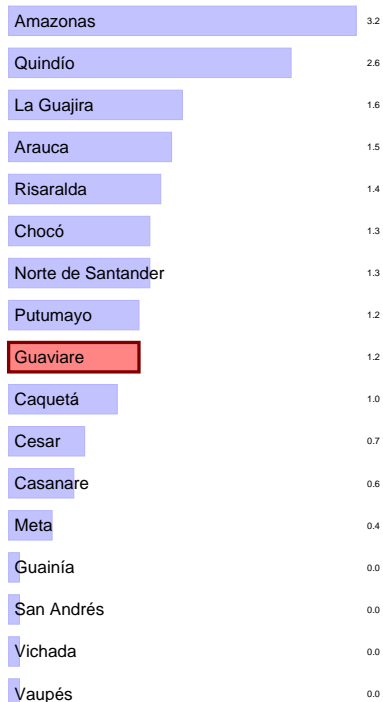 Amazonas 3.2
Quindío 2.6
La Guajira 1.6
Arauca 1.5
Risaralda 1.4
Chocó 1.3
Norte de Santander 1.3
Putumayo 1.2
Guaviare 1.2
Caquetá 1.0
Cesar 0.7
Casanare 0.6
Meta 0.4
Guainía 0.0
San Andrés 0.0
Vichada 0.0
Vaupés 0.0